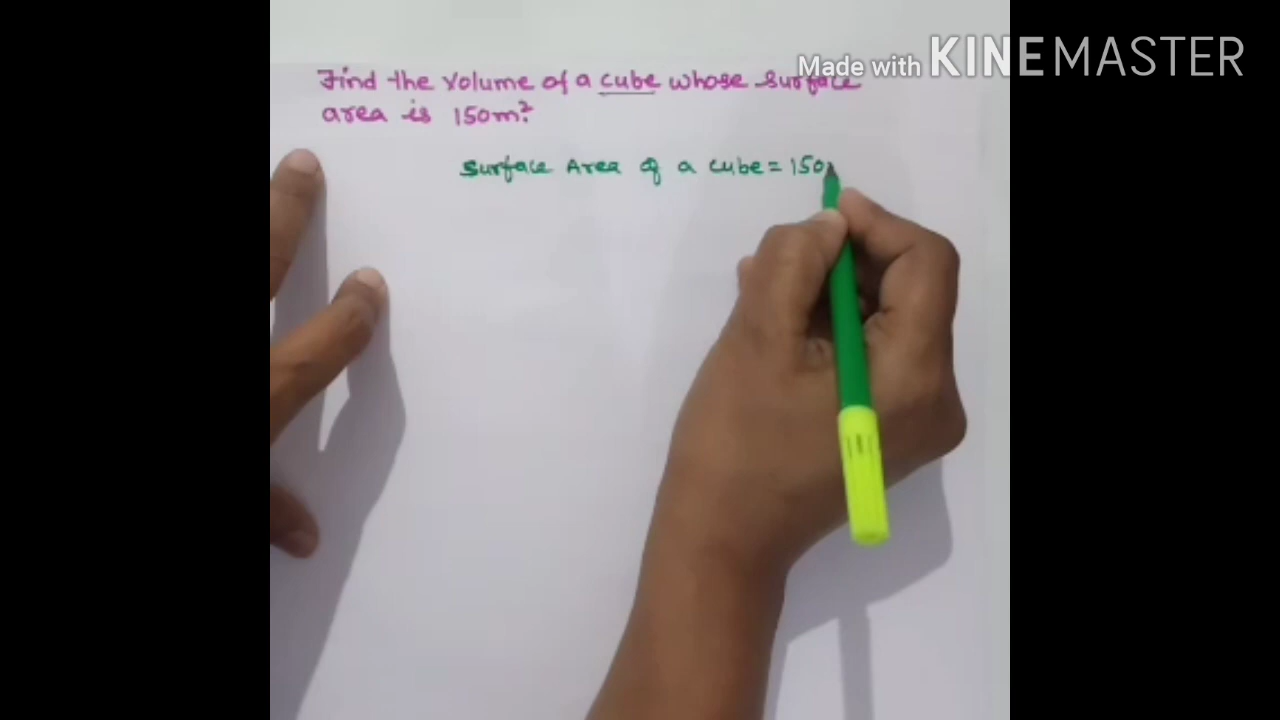 Made with KINEMASTER
Find the volume of a cube whose surface
area is 150m².
Surface Area of a cube = 150